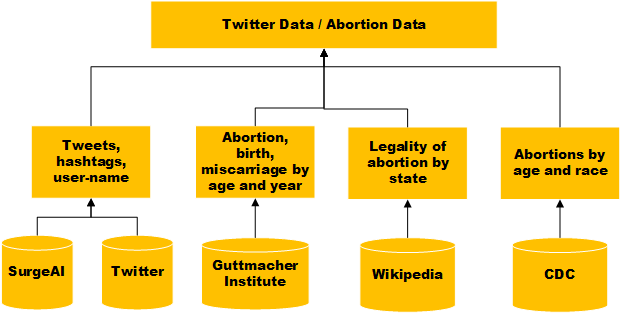 Twitter Data / Abortion Data
Tweets,
hashtags,
user-name
Abortion,
birth,
miscarriage by
age and year
Legality of
abortion by
state
Abortions by
age and race
SurgeAI
Twitter
Guttmacher
Institute
Wikipedia
CDC